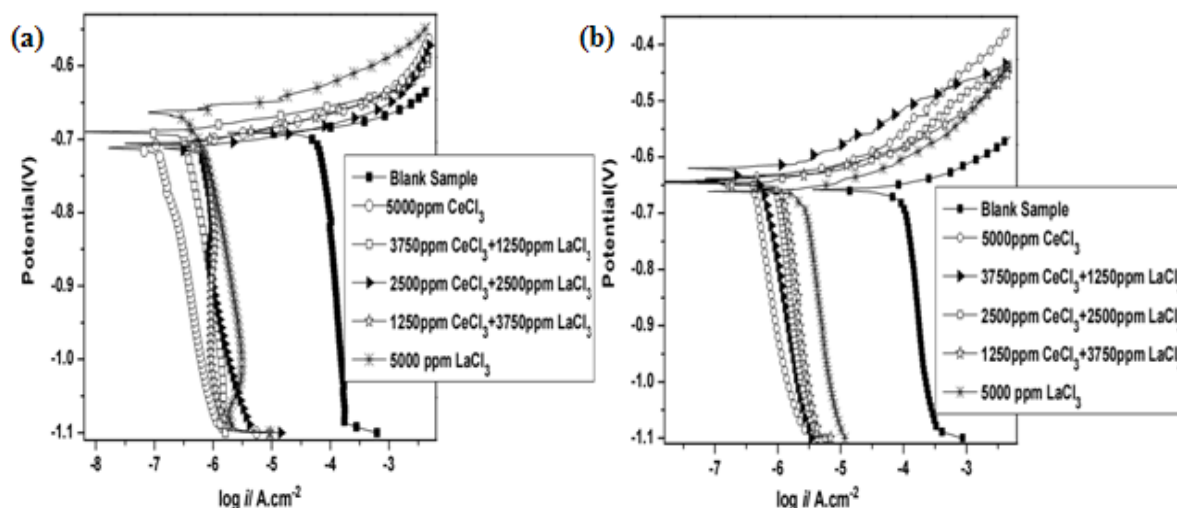 (a)
Potential(V)
-0.6
-0.7
-0.8
-0.9
-1.0
-1.1
-8 -7 -6 -5 -4 -3
log i/ A.cm-2
Blank Sample
5000ppm CeCl3
3750ppm CeCl3+1250ppm LaCl3
2500ppm CeCl3+2500ppm LaCl3
1250ppm CeCl3+3750ppm LaCl3
5000 ppm LaCl3
(b)
Potential(V)
-0.4
-0.5
-0.6
-0.7
-0.8
-0.9
-1.0
-1.1
-7 -6 -5 -4 -3
log i/ A.cm-2
Blank Sample
5000ppm CeCl3
3750ppm CeCl3+1250ppm LaCl3
2500ppm CeCl3+2500ppm LaCl3
1250ppm CeCl3+3750ppm LaCl3
5000 ppm LaCl3